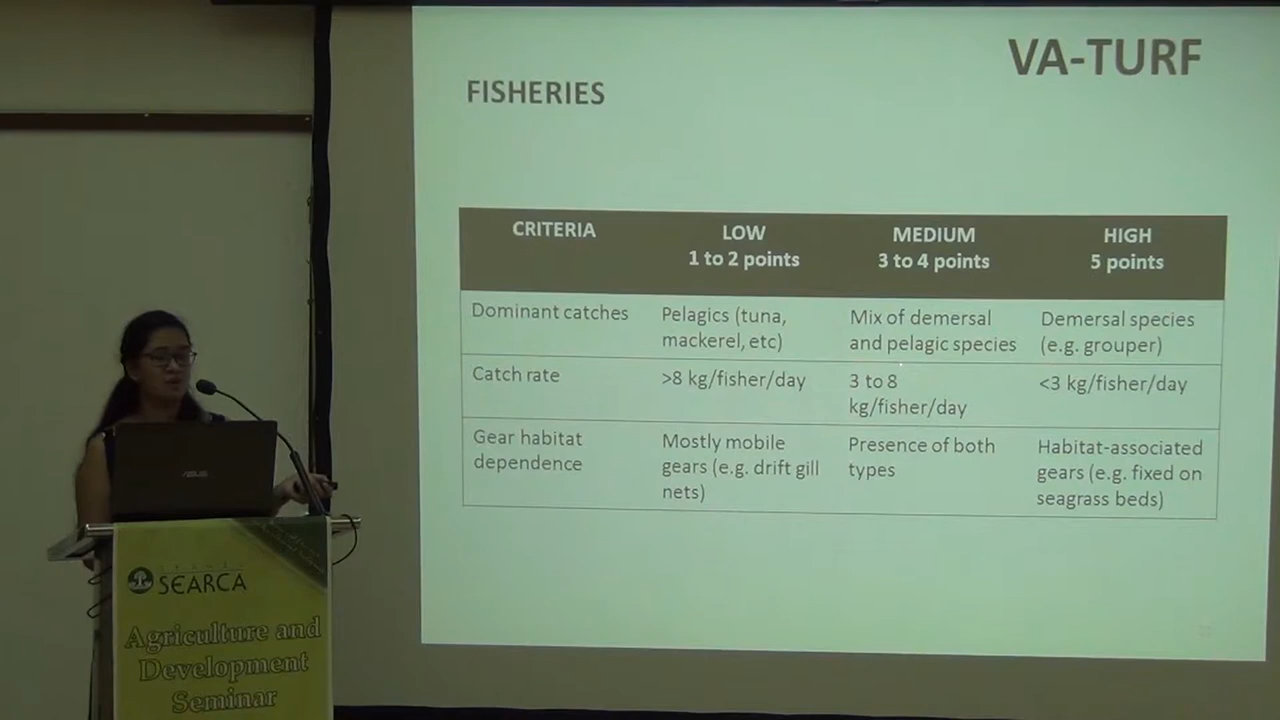 VA-TURF
FISHERIES
CRITERIA
LOW
1 to 2 points
MEDIUM
3 to 4 points
HIGH
5 points
Dominant catches
Pelagics (tuna,
mackerel, etc)
Mix of demersal
and pelagic species
Demersal species
(e.g. grouper)
Catch rate
>8 kg/fisher/day
3 to 8
kg/fisher/day
<3 kg/fisher/day
Gear habitat
dependence
Mostly mobile
gears (e.g. drift gill
nets)
Presence of both
types
Habitat-associated
gears (e.g. fixed on
seagrass beds)
ASUS
SEARCA
Agriculture and
Development
Seminar